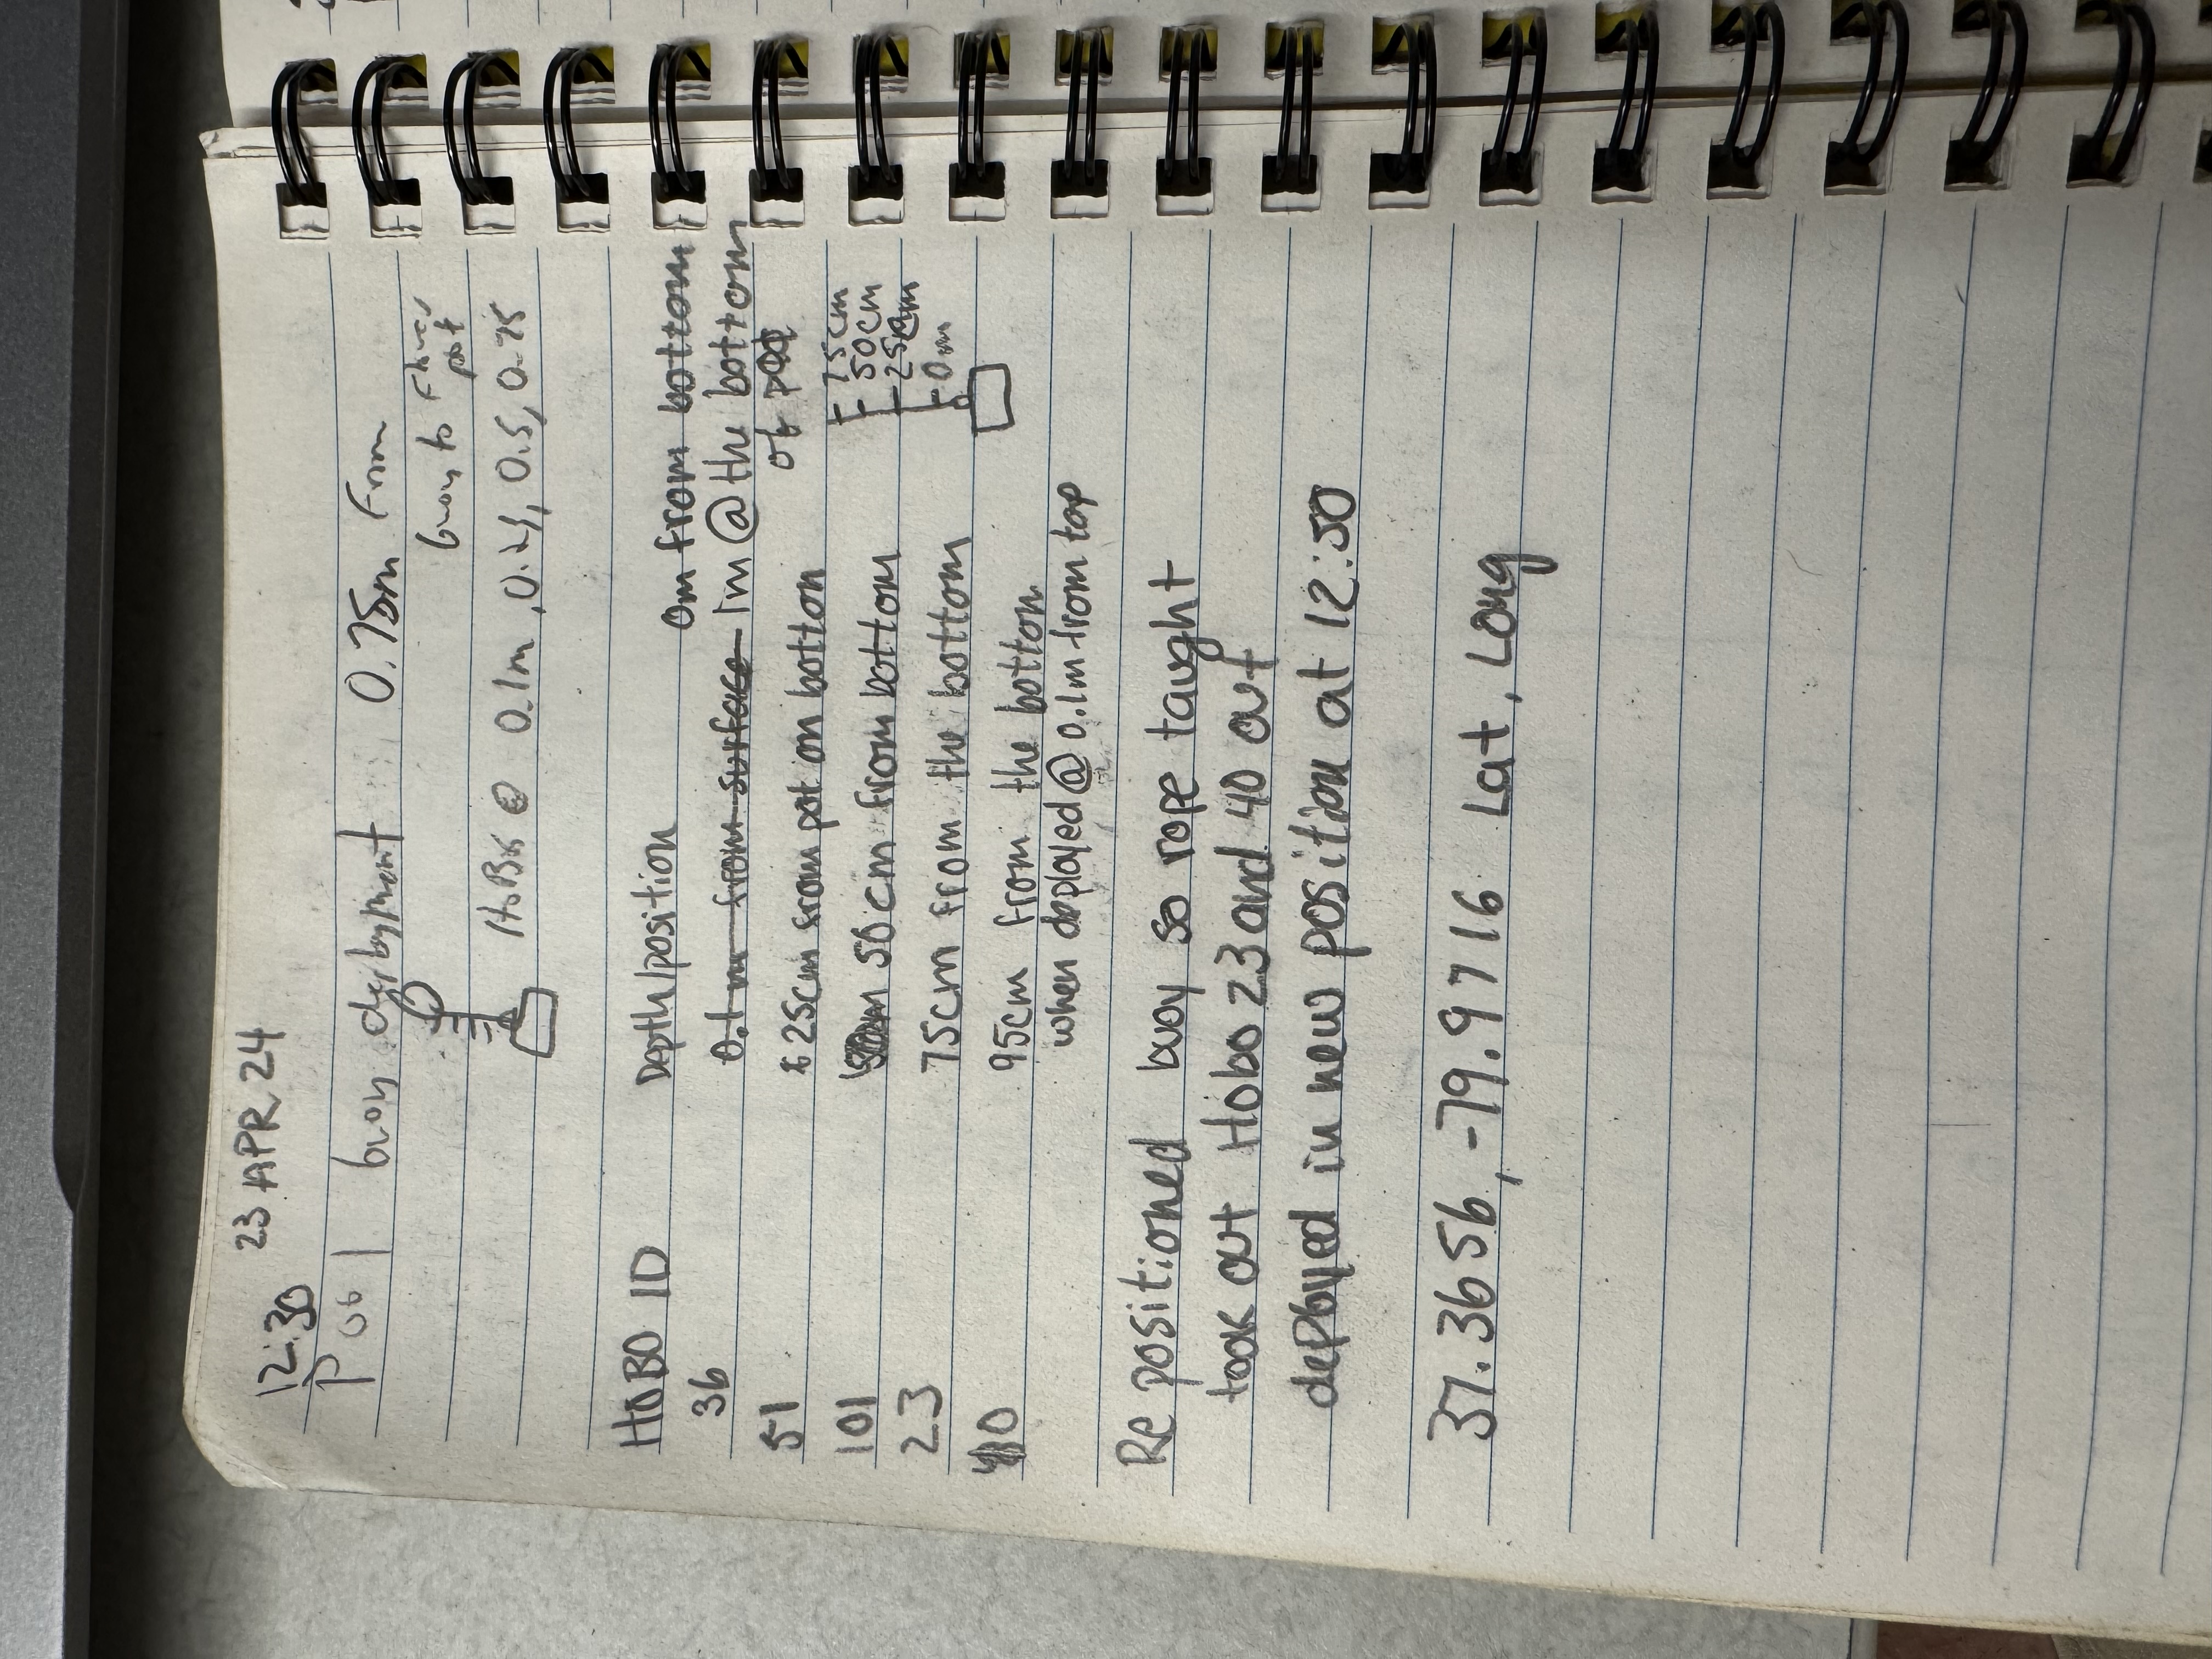 23 APR 24
12:30
P001 buoy deployment 0.75m From
buoy to flower
pot
HoBos @ 0.1m, 0.25, 0.5, 0.75
HOBO ID Depth/position 0m from bottom
36 0.1 m from surface 1m @ the bottom
of pot
51 25cm from pot on botton
101 50cm from bottom
23 75cm from the bottom
40 95cm from the bottom
when deployed @ 0.1m from top
75cm
50cm
25cm
0m
Re positioned buoy so rope taught
took out Hobo 23 and 40 out
deployed in new position at 12:50
37.3656, -79.9716 Lat, Long